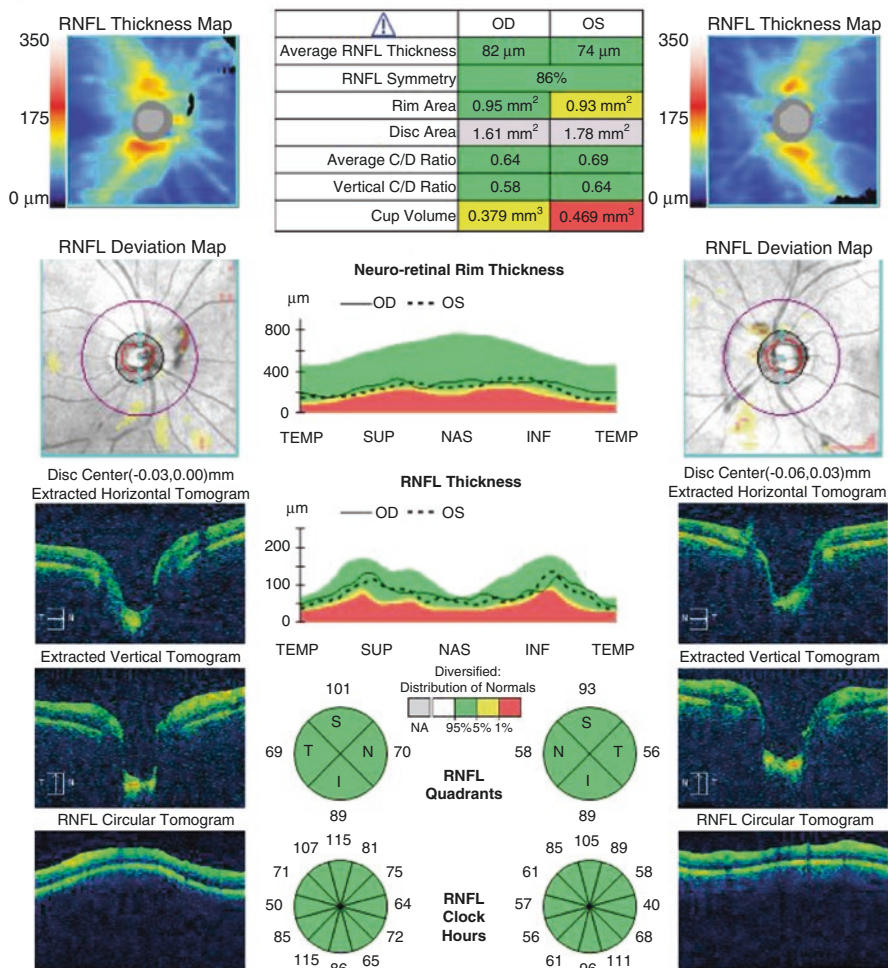 RNFL Thickness Map
350
175
0 µm
OD OS
Average RNFL Thickness 82 µm 74 µm
RNFL Symmetry 86%
Rim Area 0.95 mm² 0.93 mm²
Disc Area 1.61 mm² 1.78 mm²
Average C/D Ratio 0.64 0.69
Vertical C/D Ratio 0.58 0.64
Cup Volume 0.379 mm³ 0.469 mm³
RNFL Thickness Map
350
175
0 µm
RNFL Deviation Map
Disc Center(-0.03,0.00)mm
Neuro-retinal Rim Thickness
µm
OD OS
800
400
0
TEMP SUP NAS INF TEMP
RNFL Deviation Map
Disc Center(-0.06,0.03)mm
Extracted Horizontal Tomogram
T N
RNFL Thickness
µm
OD OS
200
100
0
TEMP SUP NAS INF TEMP
Extracted Horizontal Tomogram
T N
Extracted Vertical Tomogram
T I
Diversified:
Distribution of Normals
NA 95% 5% 1%
101
S
69 T N 70
I
89
RNFL
Quadrants
93
S
58 N T 56
I
89
Extracted Vertical Tomogram
T I
RNFL Circular Tomogram
115
107 81
71 75
50 64
85 72
115 65
86
RNFL
Clock
Hours
105
85 89
61 58
57 40
56 68
61 111
96
RNFL Circular Tomogram